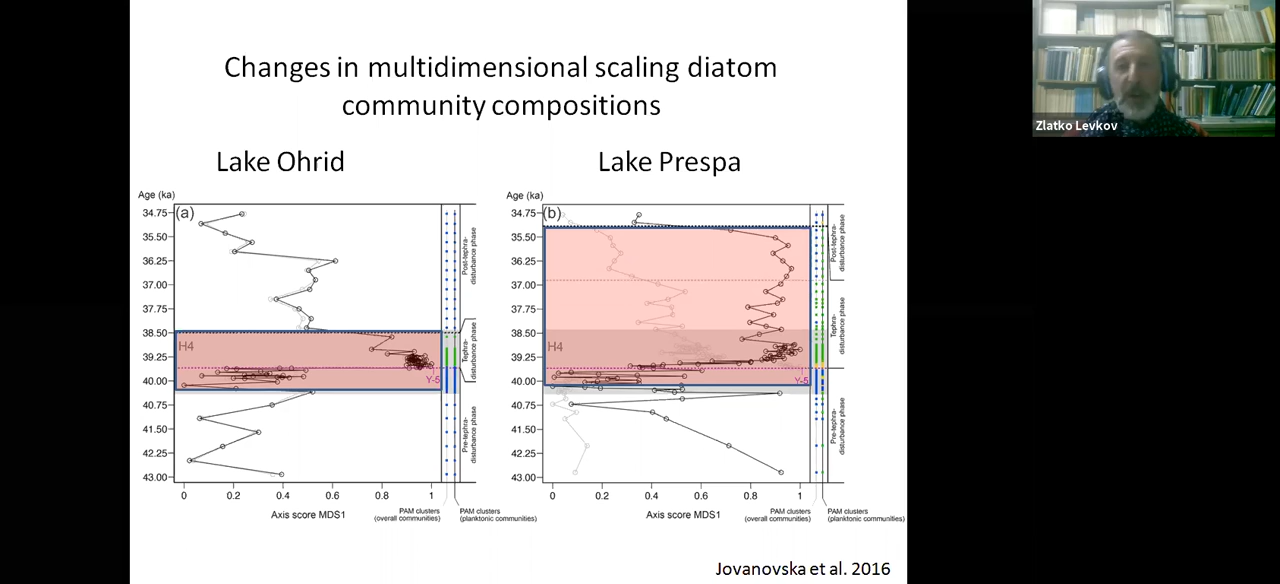 Changes in multidimensional scaling diatom
community compositions
Zlatko Levkov
Lake Ohrid
Lake Prespa
Age (ka)
(a)
34.75
35.50
36.25
37.00
37.75
38.50
39.25
40.00
40.75
41.50
42.25
43.00
H4
Y-5
Post-tephra-
disturbance phase
Tephra-
disturbance phase
Pre-tephra-
disturbance phase
0 0.2 0.4 0.6 0.8 1
Axis score MDS1
PAM clusters
(overall communities)
PAM clusters
(planktonic communities)
Age (ka)
(b)
34.75
35.50
36.25
37.00
37.75
38.50
39.25
40.00
40.75
41.50
42.25
43.00
H4
Y-5
Post-tephra-
disturbance phase
Tephra-
disturbance phase
Pre-tephra-
disturbance phase
0 0.2 0.4 0.6 0.8 1
Axis score MDS1
PAM clusters
(overall communities)
PAM clusters
(planktonic communities)
Jovanovska et al. 2016